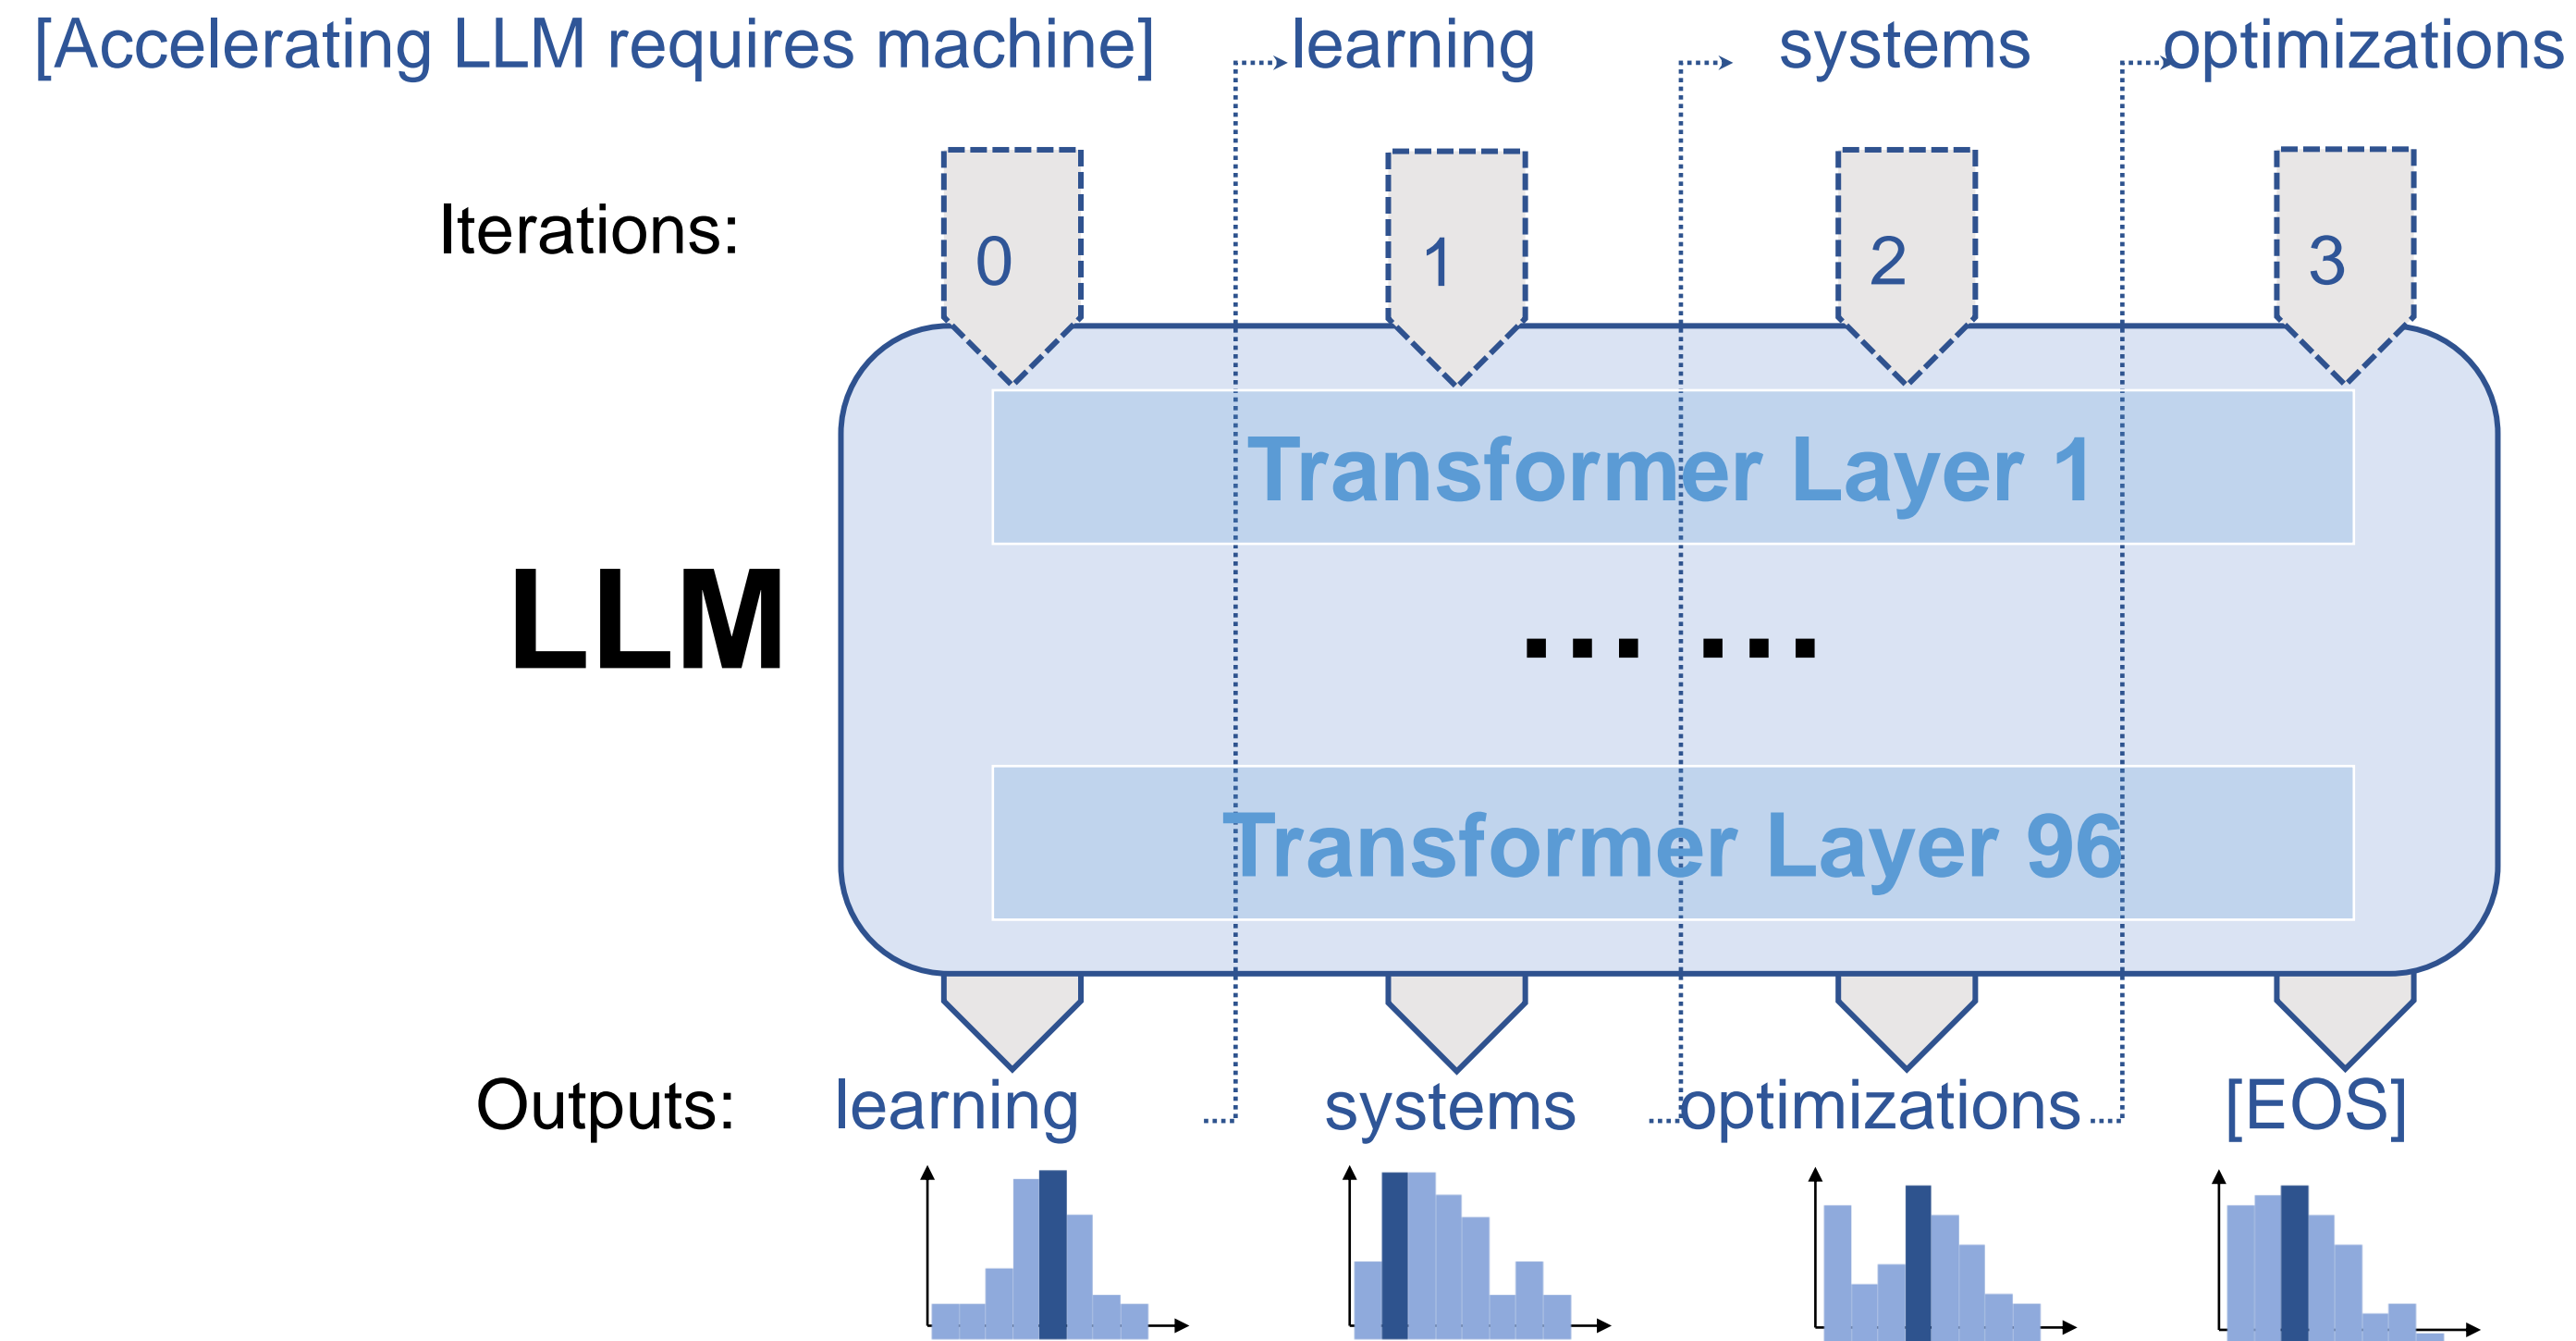 [Accelerating LLM requires machine] learning systems optimizations
Iterations: 0 1 2 3
Transformer Layer 1
LLM
... ...
Transformer Layer 96
Outputs: learning systems optimizations [EOS]